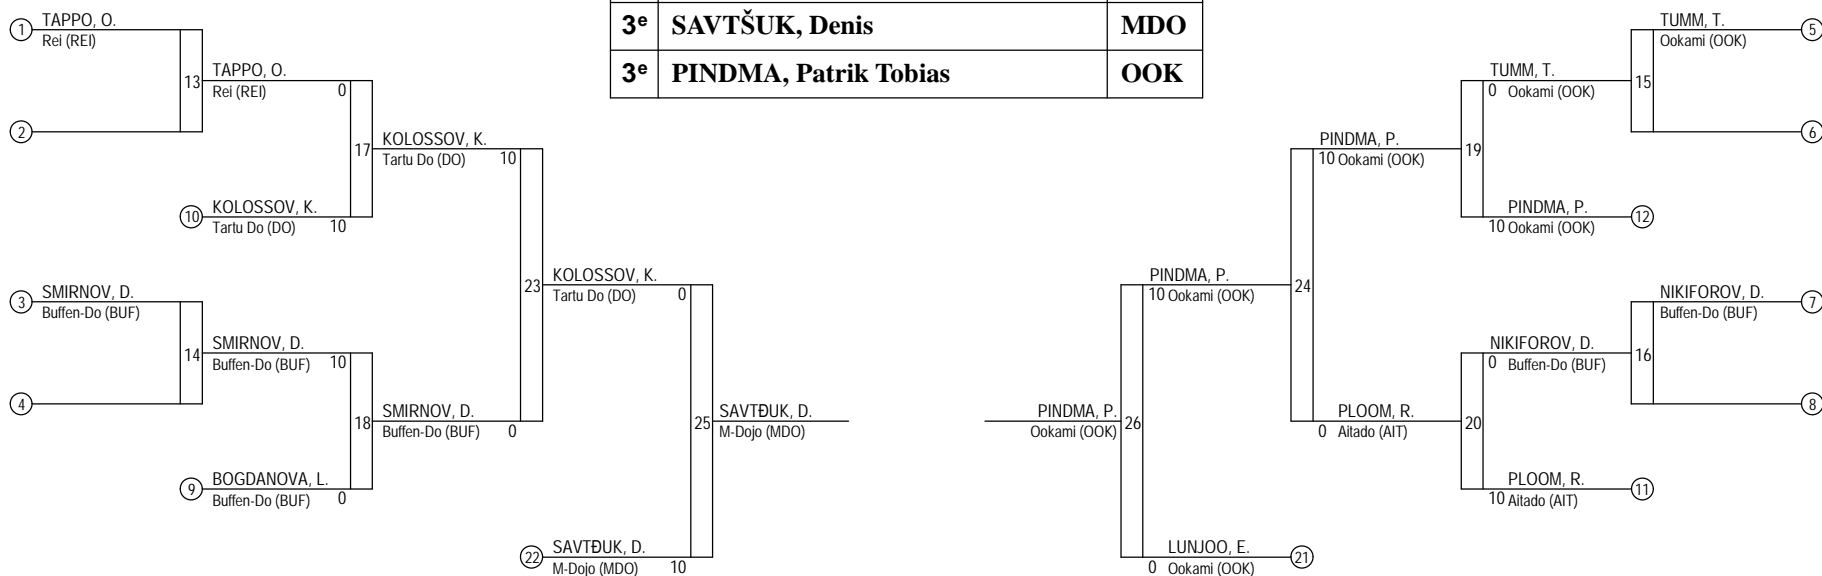 3e SAVTŠUK, Denis MDO
3e PINDMA, Patrik Tobias OOK
1 TAPPO, O.
Rei (REI)
2
13 TAPPO, O.
Rei (REI) 0
10 KOLOSSOV, K.
Tartu Do (DO) 10
17 KOLOSSOV, K.
Tartu Do (DO) 10
3 SMIRNOV, D.
Buffen-Do (BUF)
4
14 SMIRNOV, D.
Buffen-Do (BUF) 10
9 BOGDANOVA, L.
Buffen-Do (BUF) 0
18 SMIRNOV, D.
Buffen-Do (BUF) 0
23 KOLOSSOV, K.
Tartu Do (DO) 0
22 SAVTĐUK, D.
M-Dojo (MDO) 10
25 SAVTĐUK, D.
M-Dojo (MDO)
TUMM, T. 5
Ookami (OOK)
6
TUMM, T. 15
0 Ookami (OOK)
PINDMA, P. 12
10 Ookami (OOK)
PINDMA, P. 19
10 Ookami (OOK)
NIKIFOROV, D. 7
Buffen-Do (BUF)
8
NIKIFOROV, D. 16
0 Buffen-Do (BUF)
PLOOM, R. 11
10 Aitado (AIT)
PLOOM, R. 20
0 Aitado (AIT)
PINDMA, P. 24
10 Ookami (OOK)
LUNJOO, E. 21
0 Ookami (OOK)
PINDMA, P. 26
Ookami (OOK)